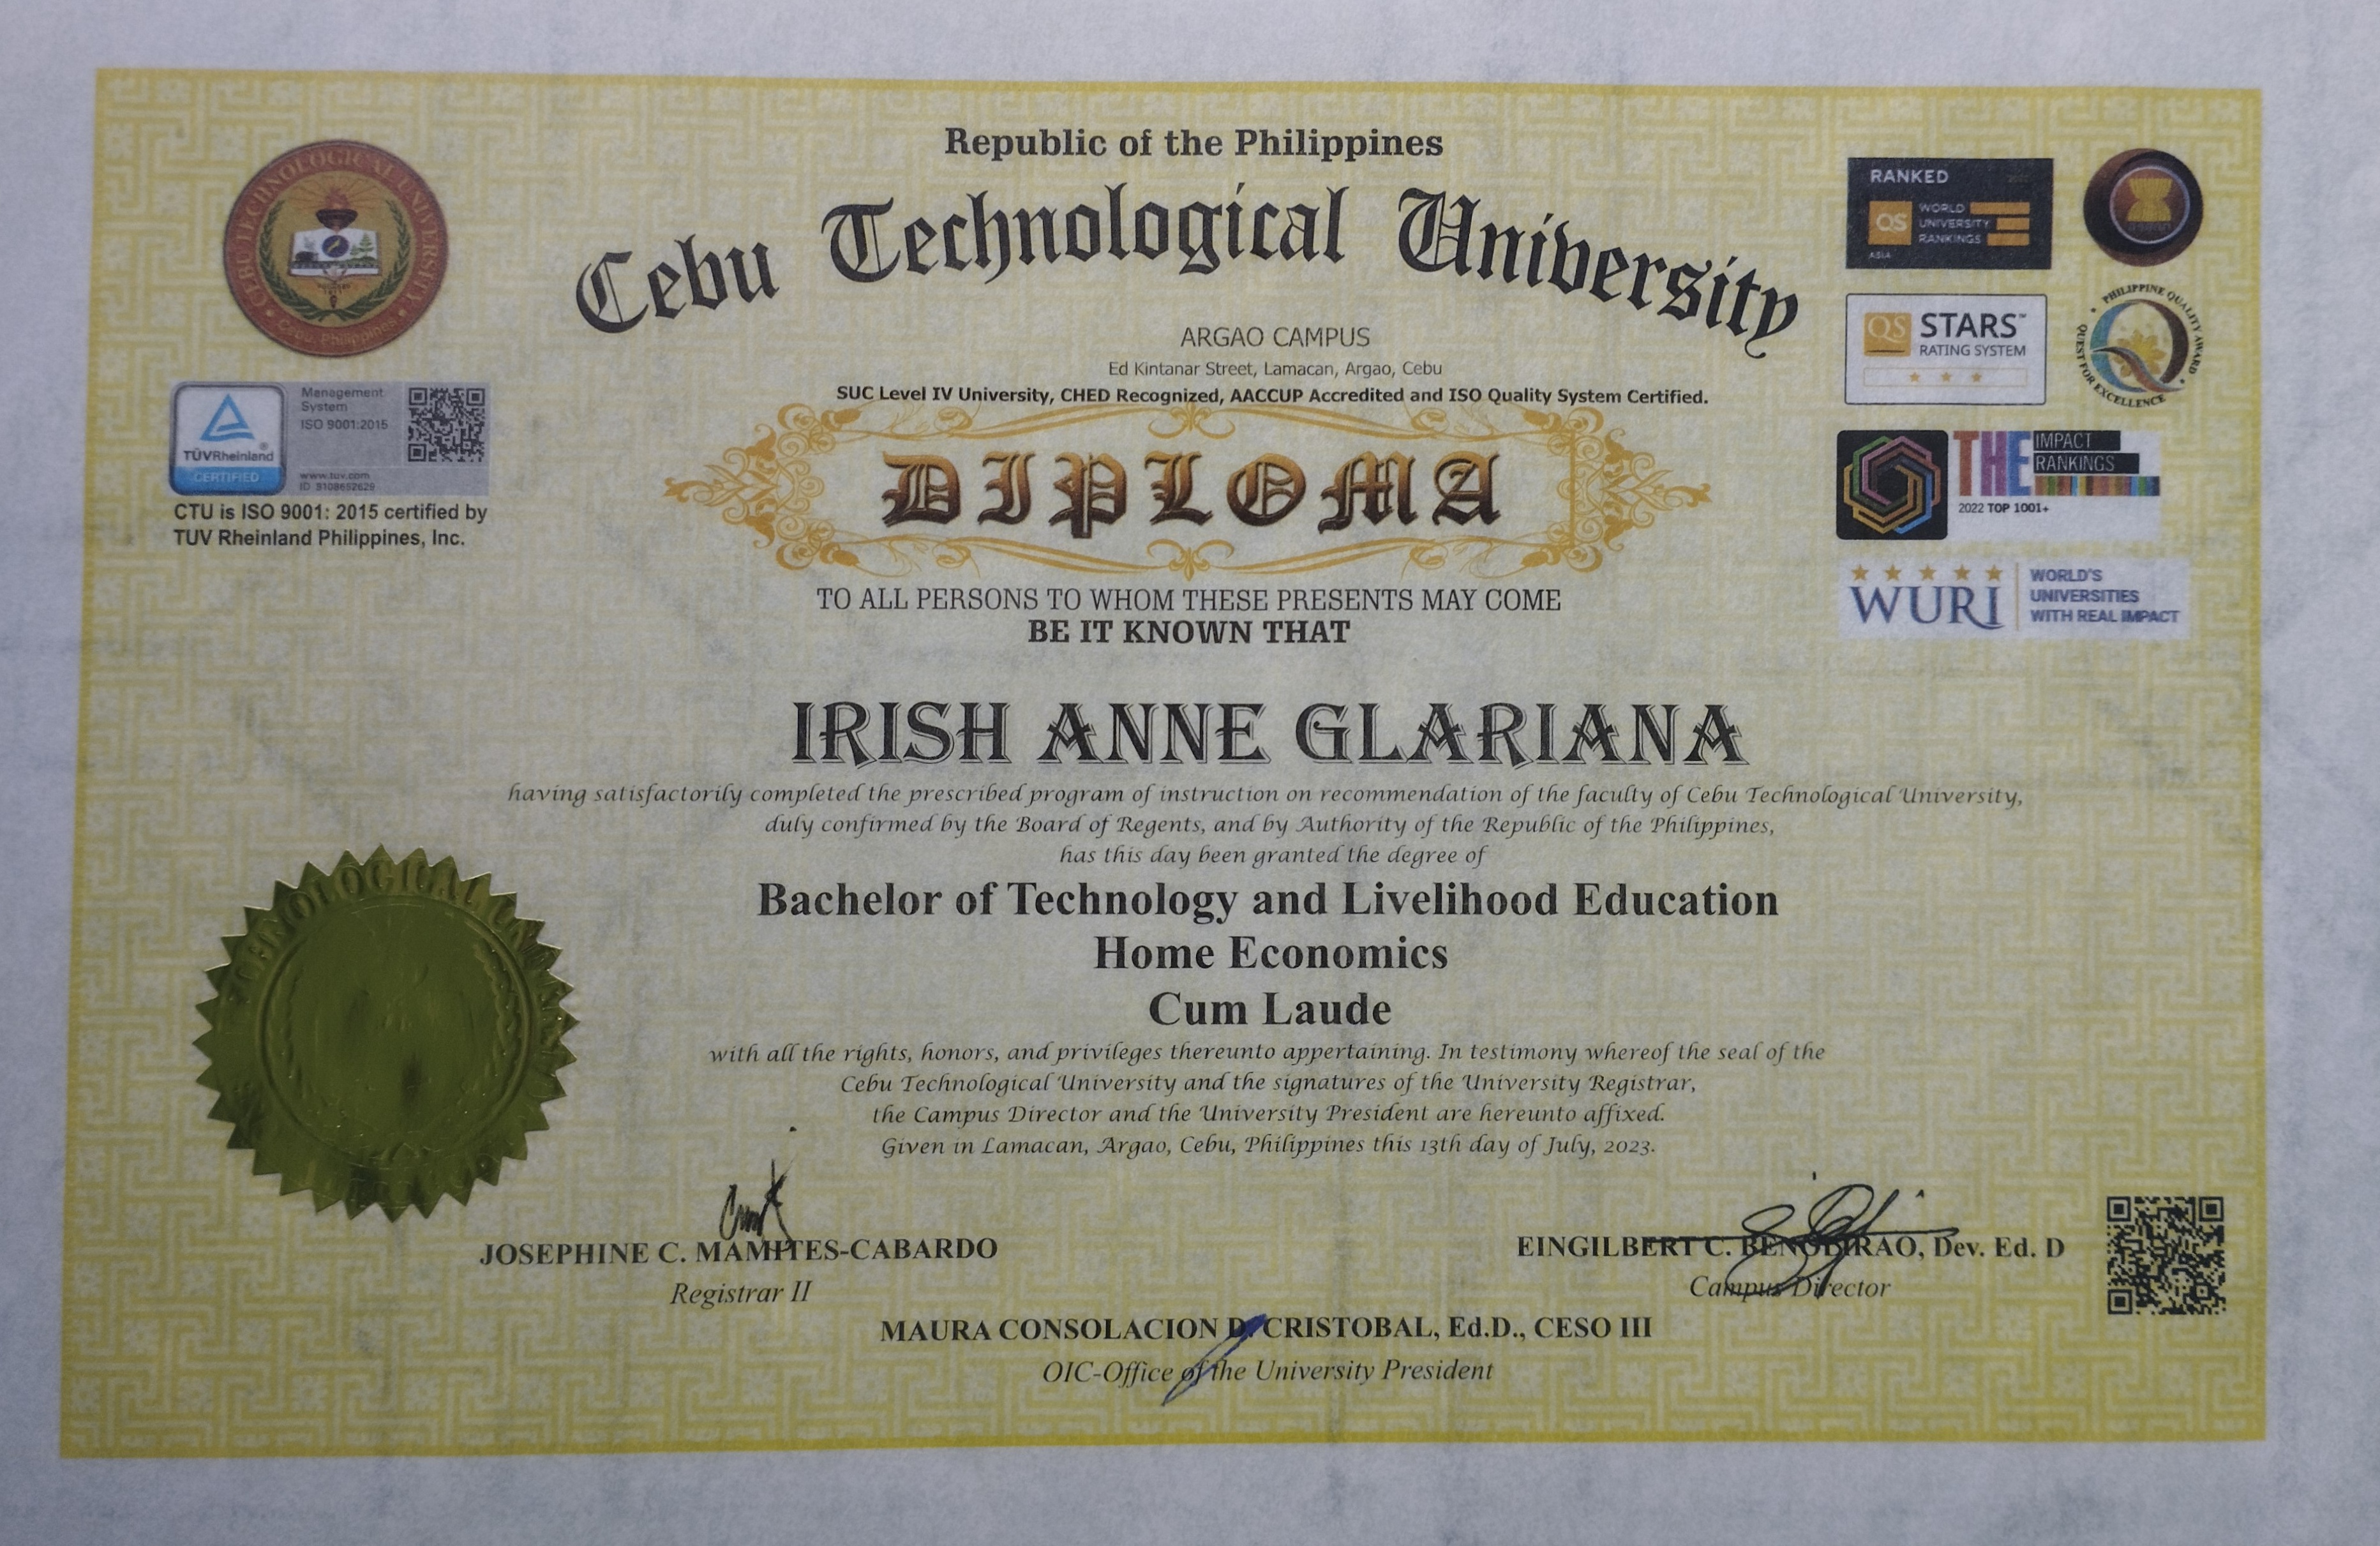 Republic of the Philippines
Cebu Technological University
ARGAO CAMPUS
Ed Kintanar Street, Lamacan, Argao, Cebu
SUC Level IV University, CHED Recognized, AACCUP Accredited and ISO Quality System Certified.
CEBU TECHNOLOGICAL UNIVERSITY
Cebu, Philippines
Management
System
ISO 9001:2015
TÜVRheinland
CERTIFIED
www.tuv.com
ID 9108652629
CTU is ISO 9001: 2015 certified by
TUV Rheinland Philippines, Inc.
RANKED
QS WORLD
UNIVERSITY
RANKINGS
ASIA
QS STARS™
RATING SYSTEM
PHILIPPINE QUALITY AWARD
QUEST FOR EXCELLENCE
THE IMPACT
RANKINGS
2022 TOP 1001+
WURI
WORLD'S
UNIVERSITIES
WITH REAL IMPACT
DIPLOMA
TO ALL PERSONS TO WHOM THESE PRESENTS MAY COME
BE IT KNOWN THAT
IRISH ANNE GLARIANA
having satisfactorily completed the prescribed program of instruction on recommendation of the faculty of Cebu Technological University,
duly confirmed by the Board of Regents, and by Authority of the Republic of the Philippines,
has this day been granted the degree of
Bachelor of Technology and Livelihood Education
Home Economics
Cum Laude
with all the rights, honors, and privileges thereunto appertaining. In testimony whereof the seal of the
Cebu Technological University and the signatures of the University Registrar,
the Campus Director and the University President are hereunto affixed.
Given in Lamacan, Argao, Cebu, Philippines this 13th day of July, 2023.
JOSEPHINE C. MAMITES-CABARDO
Registrar II
EINGILBERT C. BENOLIRAO, Dev. Ed. D
Campus Director
MAURA CONSOLACION D. CRISTOBAL, Ed.D., CESO III
OIC-Office of the University President